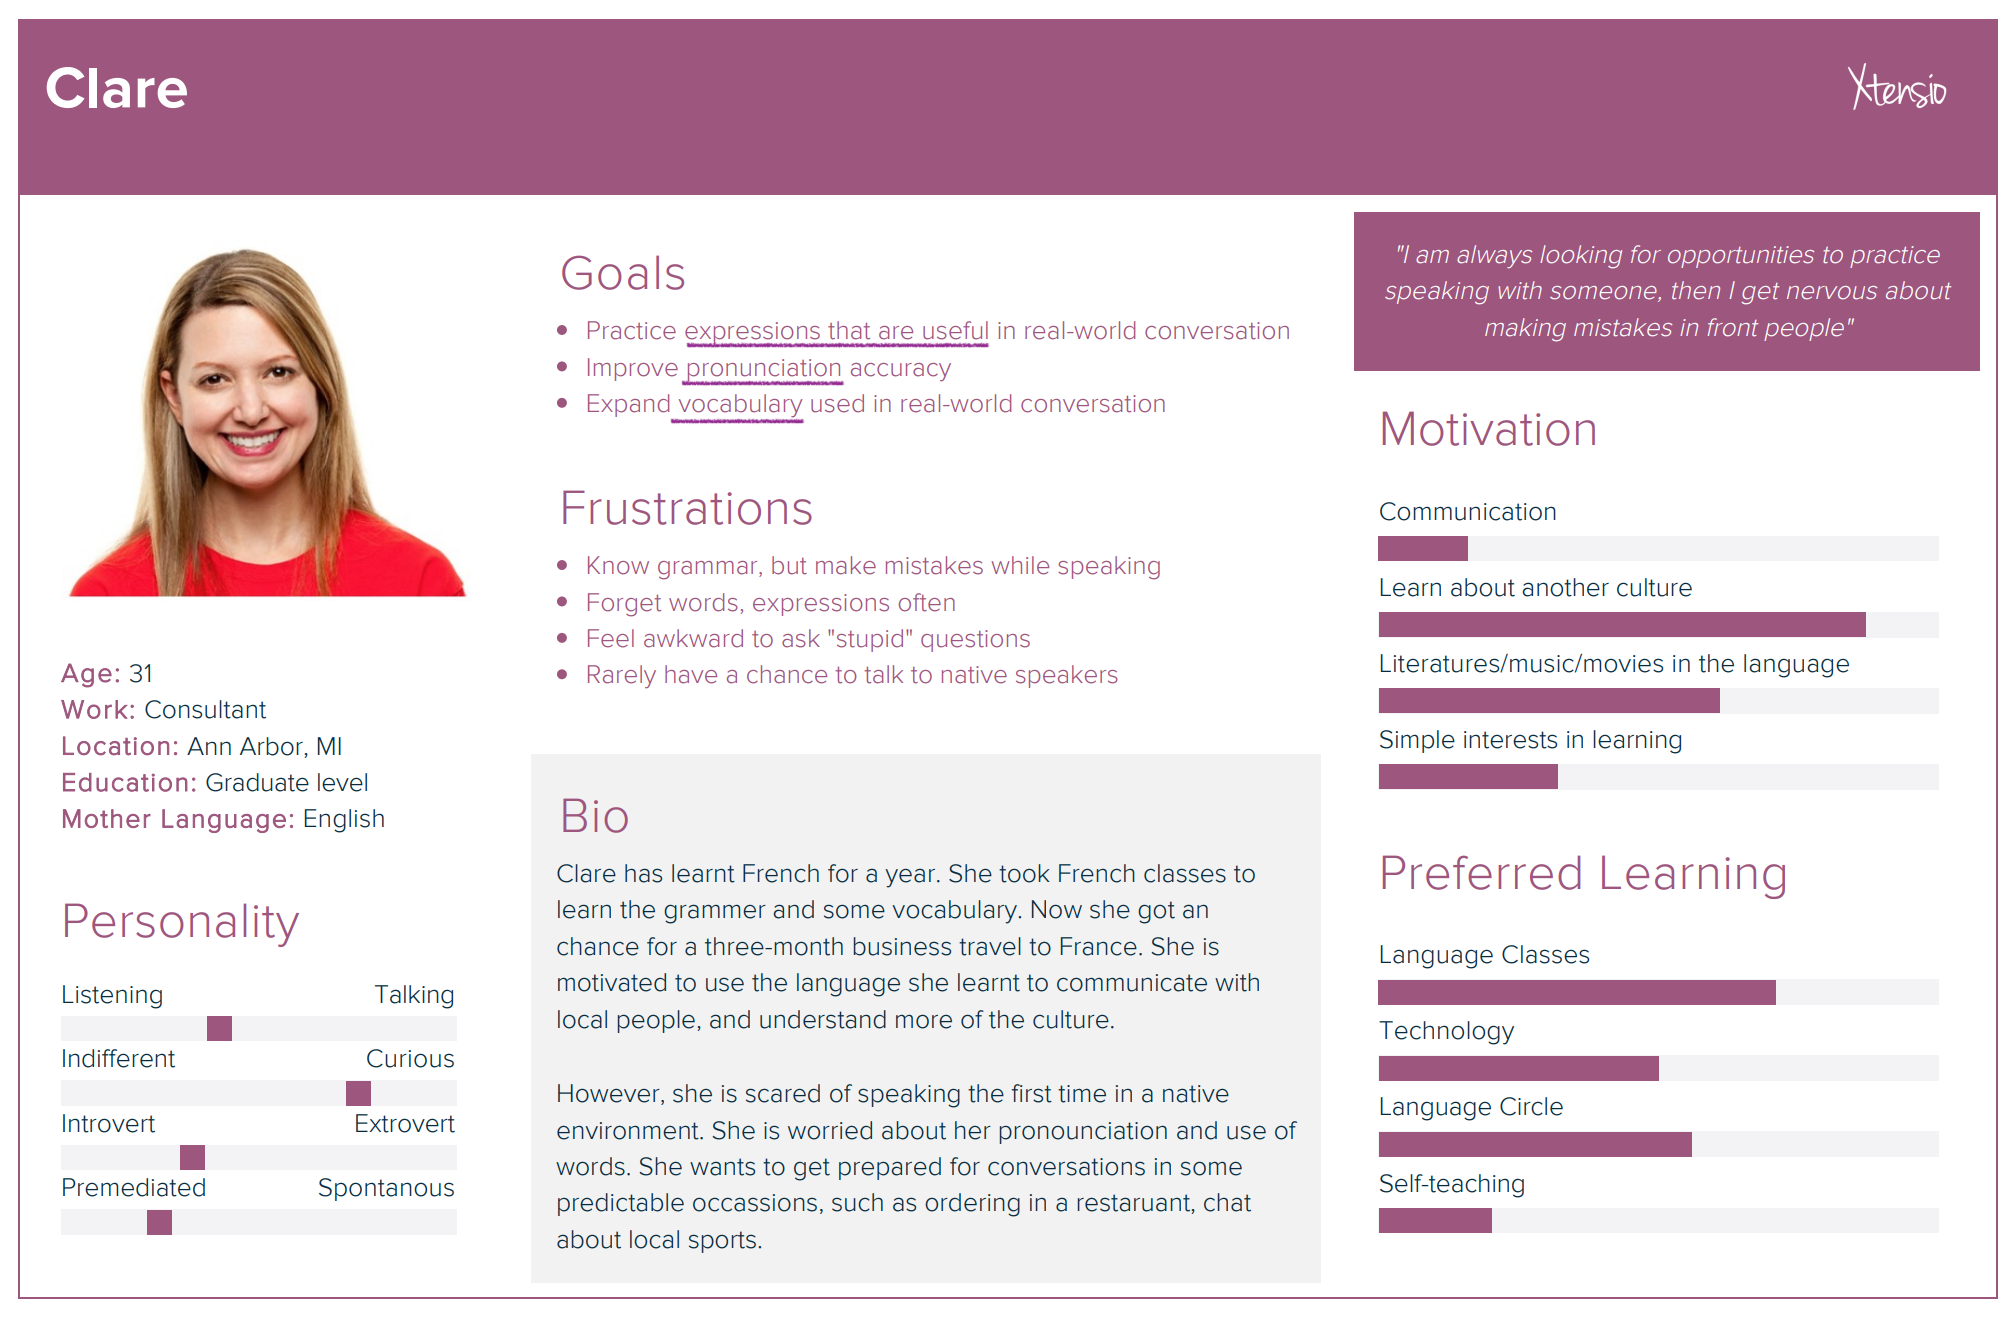 Clare
Xtensio
Age: 31
Work: Consultant
Location: Ann Arbor, MI
Education: Graduate level
Mother Language: English
Personality
Listening Talking
Indifferent Curious
Introvert Extrovert
Premediated Spontanous
Goals
Practice expressions that are useful in real-world conversation
Improve pronunciation accuracy
Expand vocabulary used in real-world conversation
Frustrations
Know grammar, but make mistakes while speaking
Forget words, expressions often
Feel awkward to ask "stupid" questions
Rarely have a chance to talk to native speakers
Bio
Clare has learnt French for a year. She took French classes to
learn the grammer and some vocabulary. Now she got an
chance for a three-month business travel to France. She is
motivated to use the language she learnt to communicate with
local people, and understand more of the culture.
However, she is scared of speaking the first time in a native
environment. She is worried about her pronounciation and use of
words. She wants to get prepared for conversations in some
predictable occassions, such as ordering in a restaruant, chat
about local sports.
"I am always looking for opportunities to practice
speaking with someone, then I get nervous about
making mistakes in front people"
Motivation
Communication
Learn about another culture
Literatures/music/movies in the language
Simple interests in learning
Preferred Learning
Language Classes
Technology
Language Circle
Self-teaching